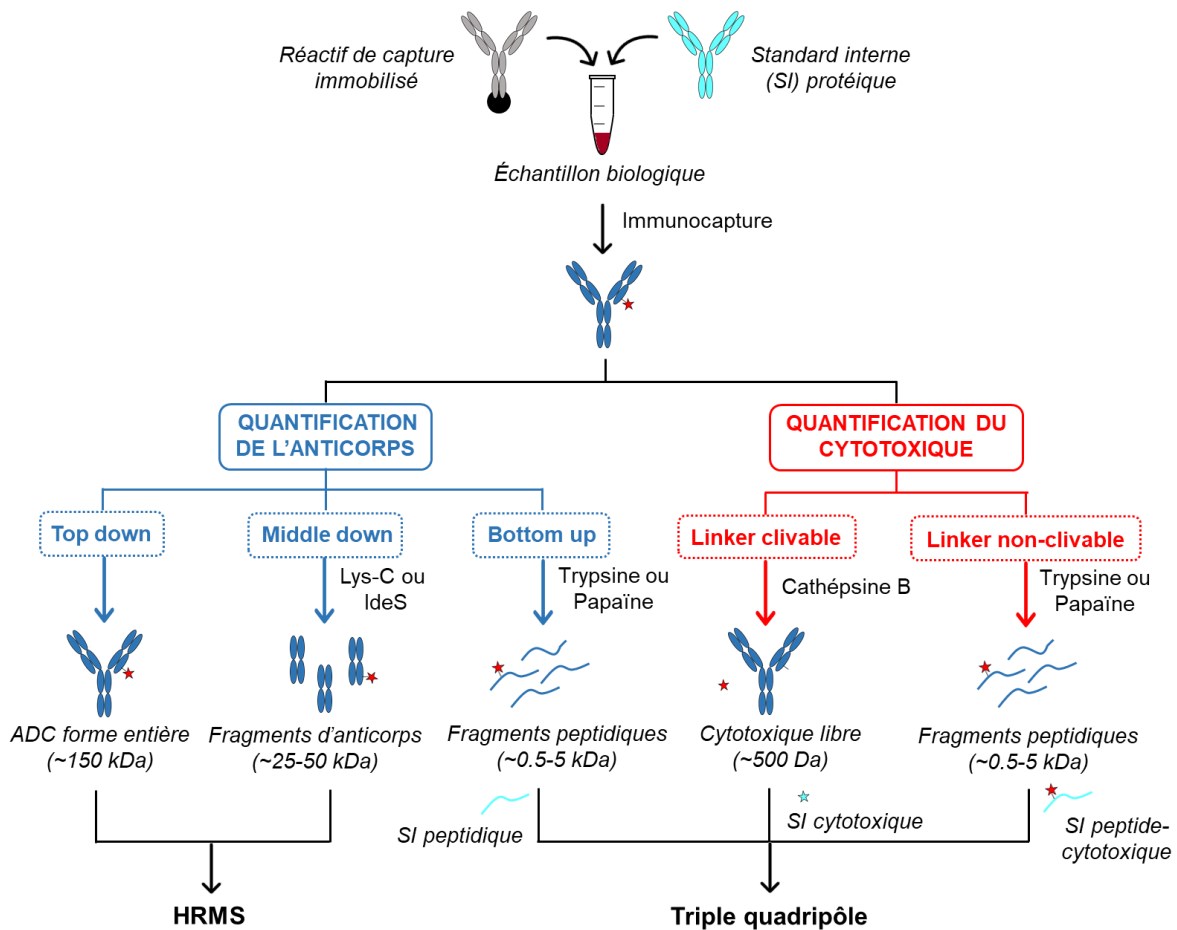 Réactif de capture
immobilisé
Standard interne
(SI) protéique
Échantillon biologique
Immunocapture
QUANTIFICATION
DE L'ANTICORPS
QUANTIFICATION DU
CYTOTOXIQUE
Top down
Middle down
Bottom up
Linker clivable
Linker non-clivable
Lys-C ou
IdeS
Trypsine ou
Papaïne
Cathépsine B
Trypsine ou
Papaïne
ADC forme entière
(~150 kDa)
Fragments d'anticorps
(~25-50 kDa)
Fragments peptidiques
(~0.5-5 kDa)
Cytotoxique libre
(~500 Da)
Fragments peptidiques
(~0.5-5 kDa)
SI peptidique
SI cytotoxique
SI peptide-
cytotoxique
HRMS
Triple quadripôle